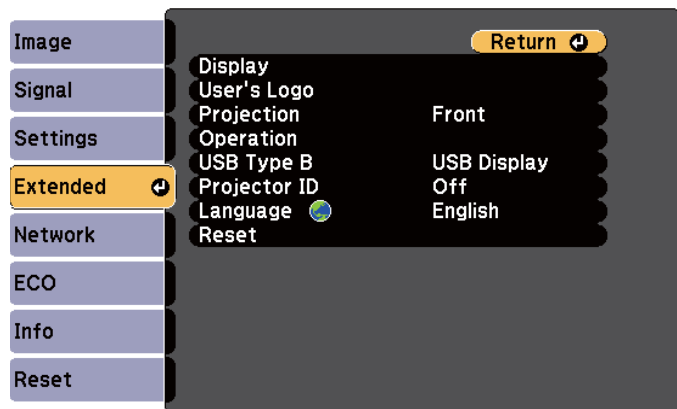 Image
Signal
Settings
Extended
Network
ECO
Info
Reset
Return
Display
User's Logo
Projection Front
Operation
USB Type B USB Display
Projector ID Off
Language English
Reset